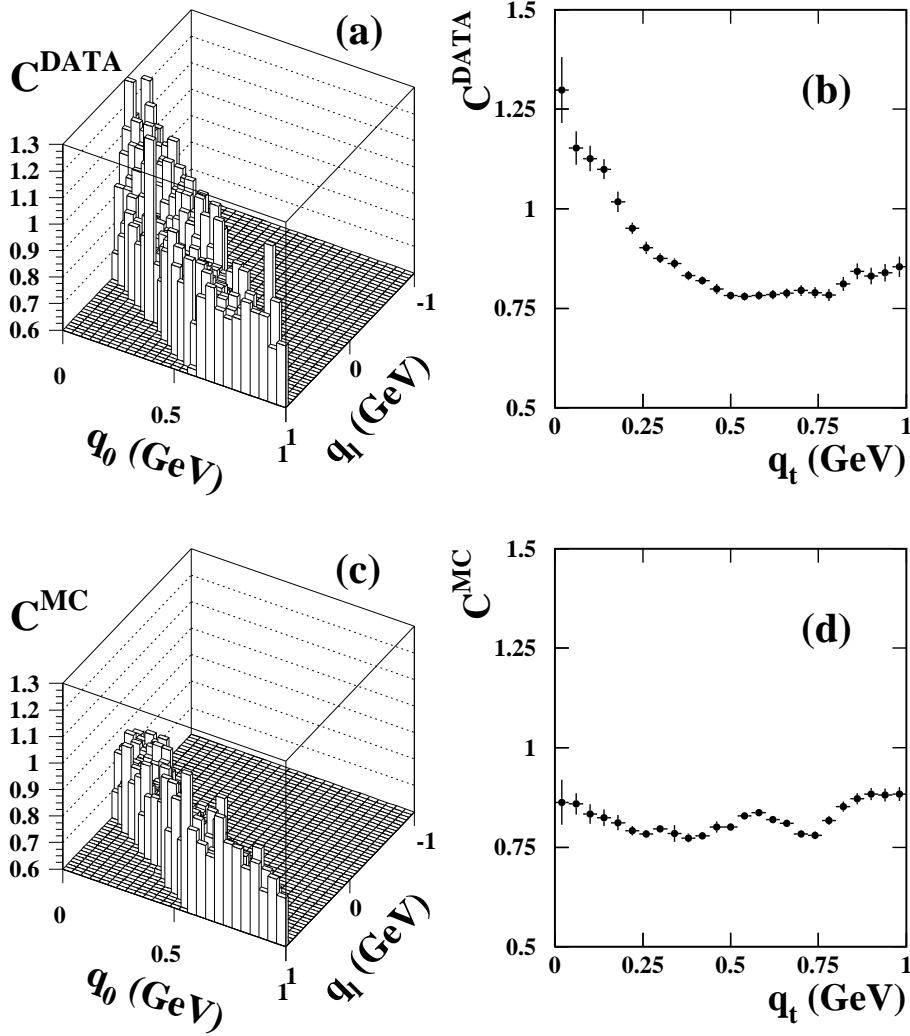 (a)
C^DATA
1.3
1.2
1.1
1
0.9
0.8
0.7
0.6
0
0.5
1
q_0 (GeV)
-1
0
1
q_l (GeV)
(b)
C^DATA
1.5
1.25
1
0.75
0.5
0 0.25 0.5 0.75 1
q_t (GeV)
(c)
C^MC
1.3
1.2
1.1
1
0.9
0.8
0.7
0.6
0
0.5
1
q_0 (GeV)
-1
0
1
q_l (GeV)
(d)
C^MC
1.5
1.25
1
0.75
0.5
0 0.25 0.5 0.75 1
q_t (GeV)